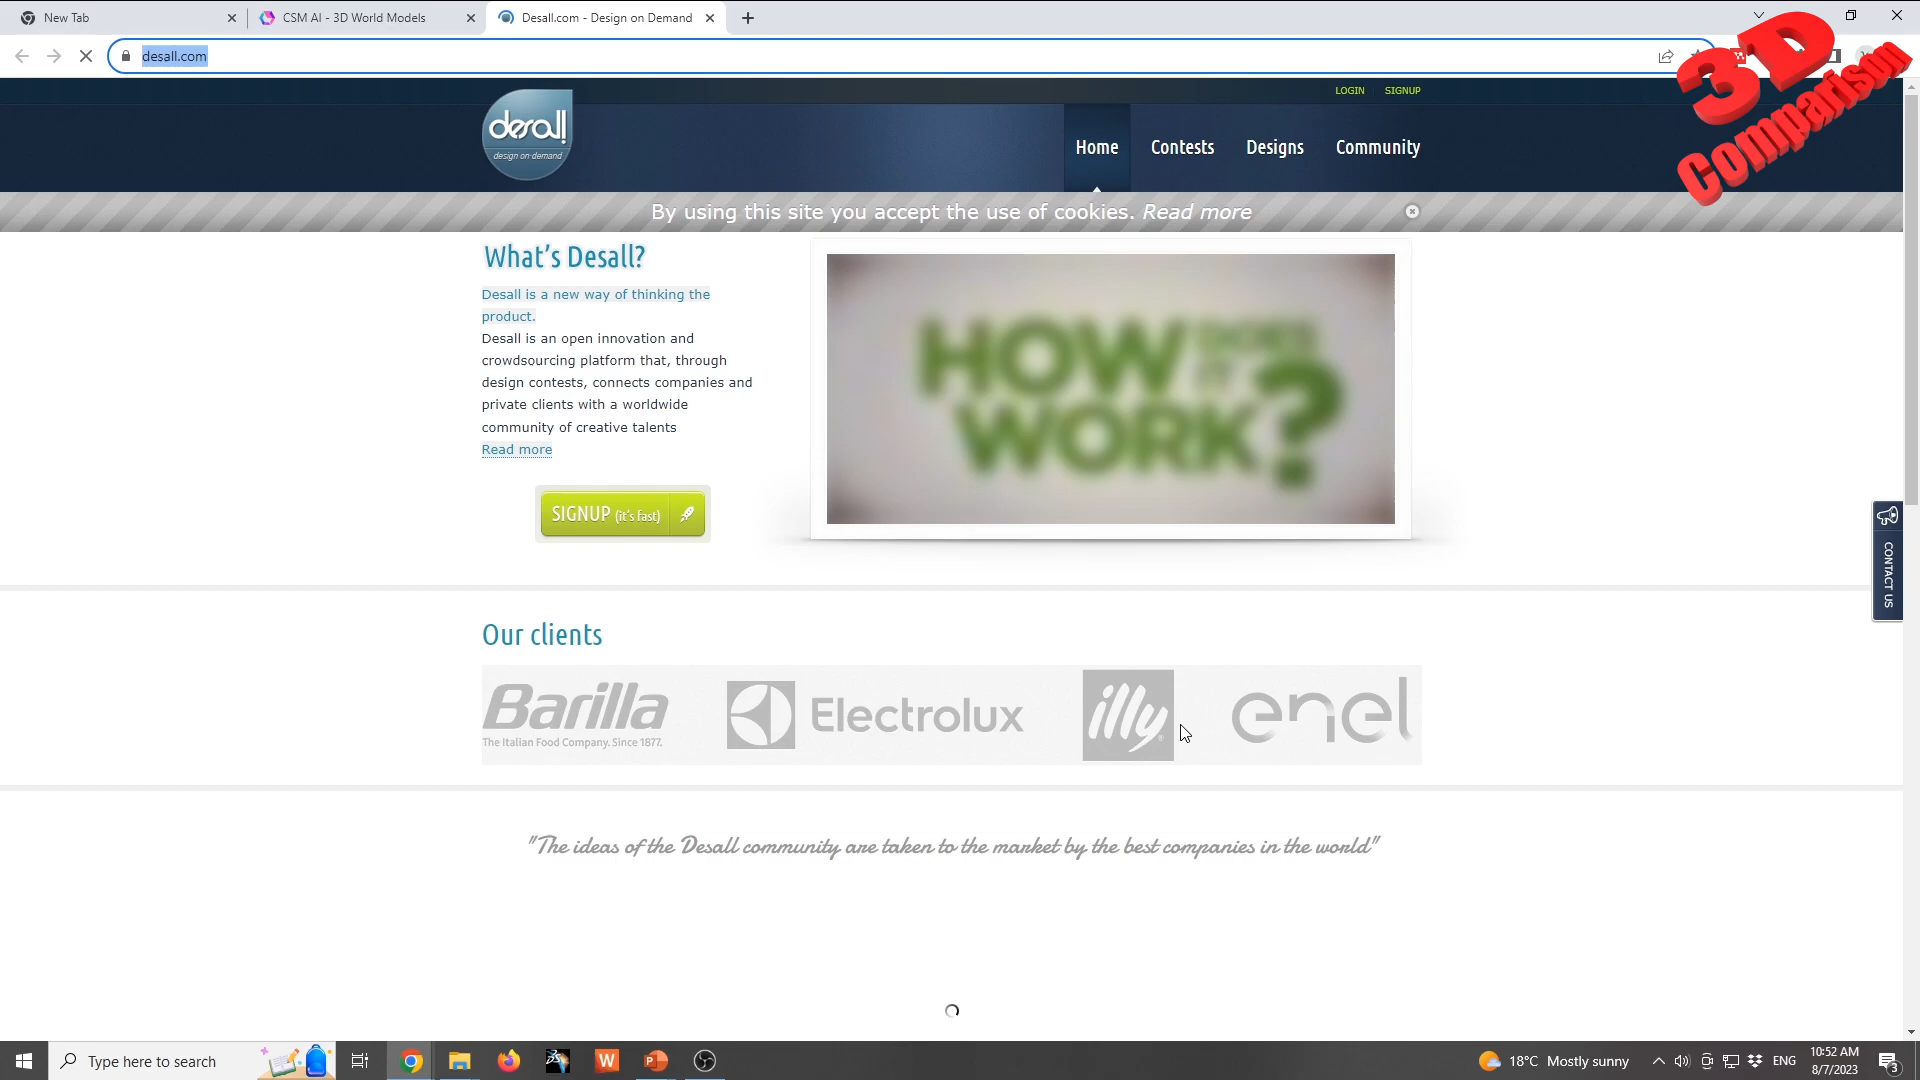 New Tab
CSM AI - 3D World Models
Desall.com - Design on Demand
desall.com
3D
Comparison
LOGIN SIGNUP
desall
design on-demand
Home Contests Designs Community
By using this site you accept the use of cookies. Read more
What's Desall?
Desall is a new way of thinking the
product.
Desall is an open innovation and
crowdsourcing platform that, through
design contests, connects companies and
private clients with a worldwide
community of creative talents
Read more
SIGNUP (it's fast)
HOW DOES
IT
WORK?
CONTACT US
Our clients
Barilla
The Italian Food Company. Since 1877.
Electrolux
illy
enel
"The ideas of the Desall community are taken to the market by the best companies in the world"
Type here to search
18°C Mostly sunny
ENG
10:52 AM
8/7/2023
3